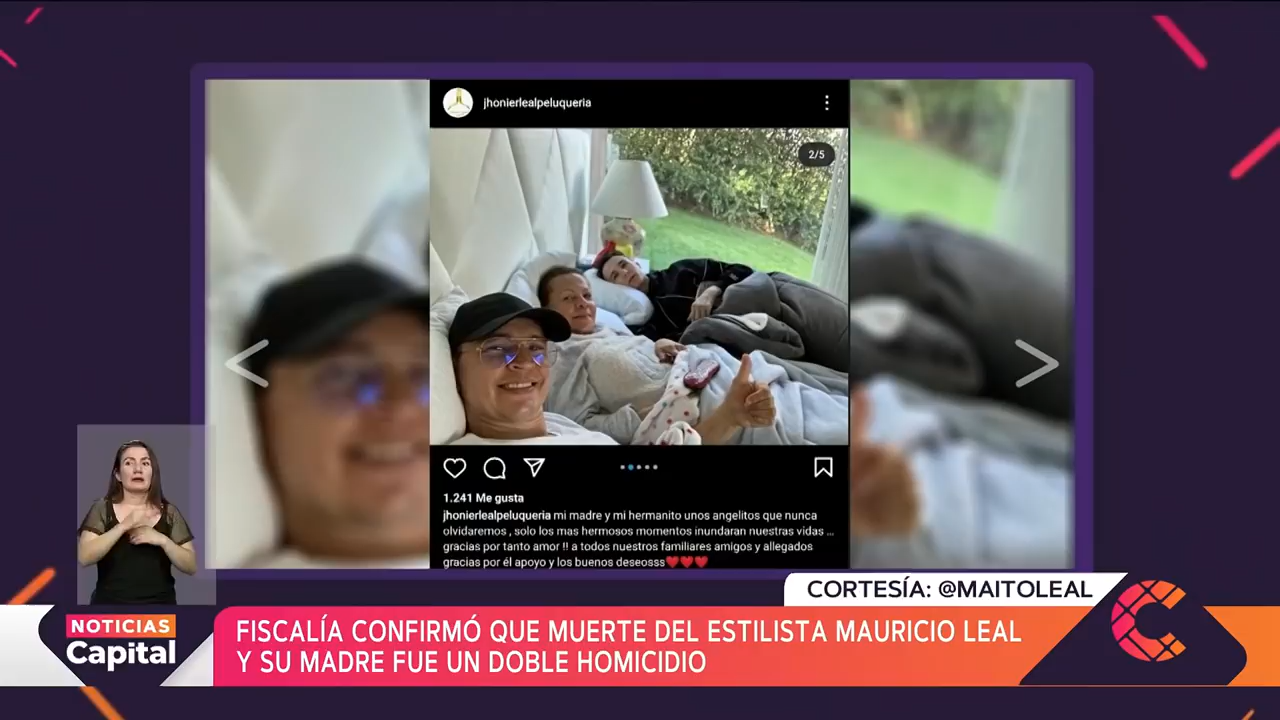 jhonierlealpeluqueria
2/5
1.241 Me gusta
jhonierlealpeluqueria mi madre y mi hermanito unos angelitos que nunca
olvidaremos , solo los mas hermosos momentos inundaran nuestras vidas ...
gracias por tanto amor !! a todos nuestros familiares amigos y allegados
gracias por él apoyo y los buenos deseosss❤️❤️❤️
CORTESÍA: @MAITOLEAL
NOTICIAS
Capital
FISCALÍA CONFIRMÓ QUE MUERTE DEL ESTILISTA MAURICIO LEAL
Y SU MADRE FUE UN DOBLE HOMICIDIO